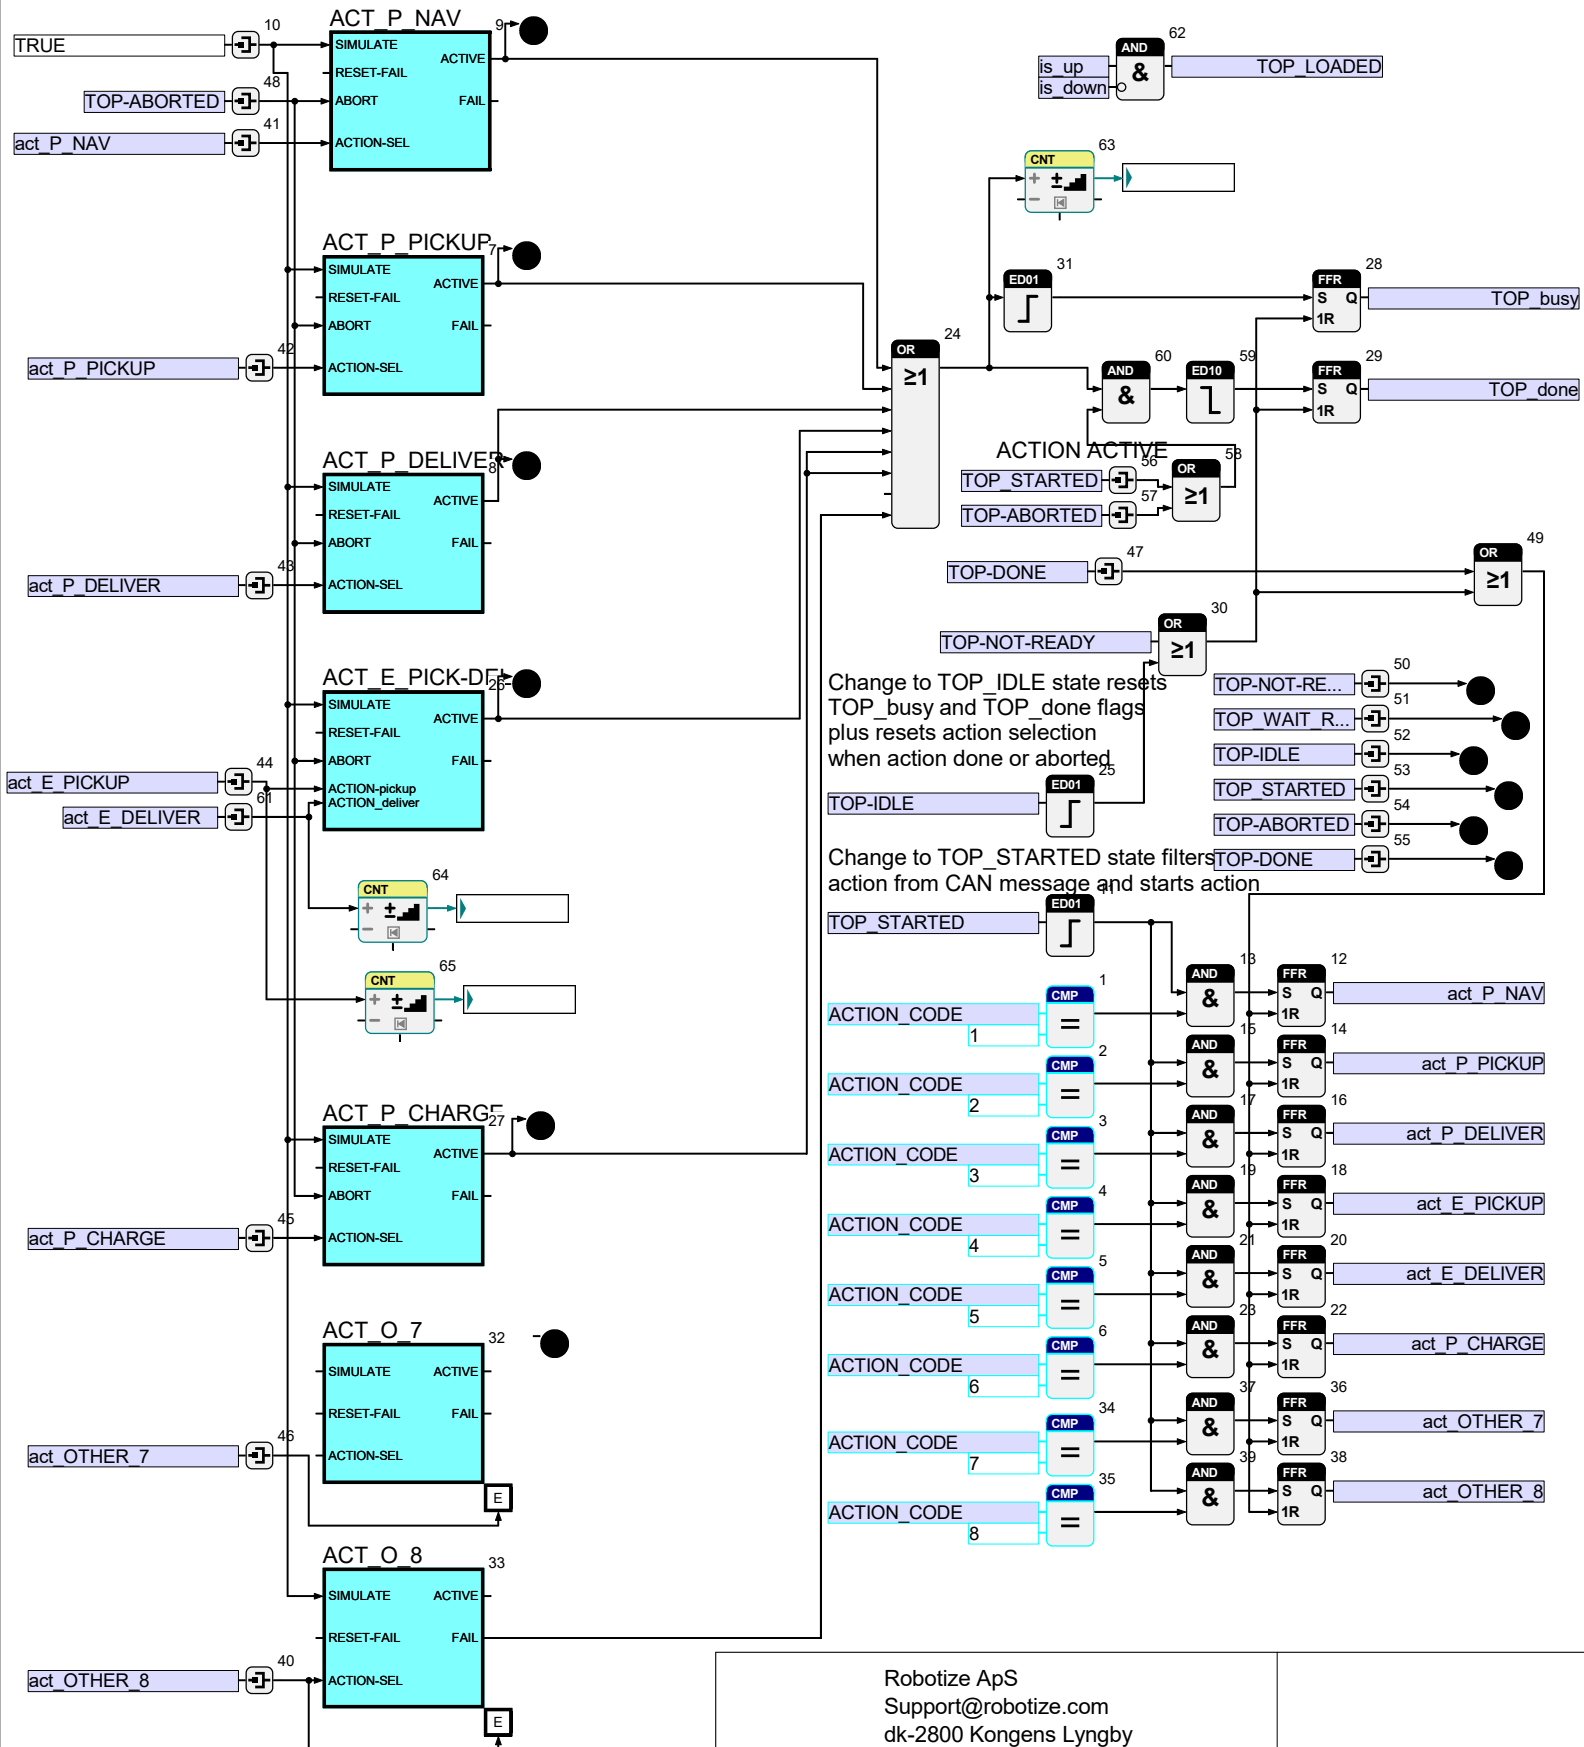 ACT_P_NAV
10
9
TRUE
SIMULATE
ACTIVE
RESET-FAIL
48
TOP-ABORTED
ABORT
FAIL
41
act_P_NAV
ACTION-SEL
62
AND
&
is_up
is_down
TOP_LOADED
63
CNT
+
±
−
ACT_P_PICKUP
7
SIMULATE
ACTIVE
RESET-FAIL
ABORT
FAIL
42
act_P_PICKUP
ACTION-SEL
31
ED01
28
FFR
S Q
1R
TOP_busy
24
OR
≥1
60
AND
&
59
ED10
29
FFR
S Q
1R
TOP_done
ACT_P_DELIVER
8
SIMULATE
ACTIVE
RESET-FAIL
ABORT
FAIL
43
act_P_DELIVER
ACTION-SEL
ACTION ACTIVE
56
TOP_STARTED
57
TOP-ABORTED
58
OR
≥1
47
TOP-DONE
49
OR
≥1
30
OR
≥1
TOP-NOT-READY
Change to TOP_IDLE state resets
TOP_busy and TOP_done flags
plus resets action selection
when action done or aborted
25
ED01
TOP-IDLE
50
TOP-NOT-RE...
51
TOP_WAIT_R...
52
TOP-IDLE
53
TOP_STARTED
54
TOP-ABORTED
55
TOP-DONE
ACT_E_PICK-DEL
26
SIMULATE
ACTIVE
RESET-FAIL
ABORT
FAIL
44
act_E_PICKUP
ACTION-pickup
61
act_E_DELIVER
ACTION_deliver
64
CNT
+
±
−
65
CNT
+
±
−
Change to TOP_STARTED state filters
action from CAN message and starts action
11
ED01
TOP_STARTED
1
CMP
=
ACTION_CODE
1
13
AND
&
12
FFR
S Q
1R
act_P_NAV
2
CMP
=
ACTION_CODE
2
15
AND
&
14
FFR
S Q
1R
act_P_PICKUP
3
CMP
=
ACTION_CODE
3
17
AND
&
16
FFR
S Q
1R
act_P_DELIVER
4
CMP
=
ACTION_CODE
4
19
AND
&
18
FFR
S Q
1R
act_E_PICKUP
5
CMP
=
ACTION_CODE
5
21
AND
&
20
FFR
S Q
1R
act_E_DELIVER
6
CMP
=
ACTION_CODE
6
23
AND
&
22
FFR
S Q
1R
act_P_CHARGE
34
CMP
=
ACTION_CODE
7
37
AND
&
36
FFR
S Q
1R
act_OTHER_7
35
CMP
=
ACTION_CODE
8
39
AND
&
38
FFR
S Q
1R
act_OTHER_8
ACT_P_CHARGE
27
SIMULATE
ACTIVE
RESET-FAIL
ABORT
FAIL
45
act_P_CHARGE
ACTION-SEL
ACT_O_7
32
SIMULATE
ACTIVE
RESET-FAIL
FAIL
46
act_OTHER_7
ACTION-SEL
E
ACT_O_8
33
SIMULATE
ACTIVE
RESET-FAIL
FAIL
40
act_OTHER_8
ACTION-SEL
E
Robotize ApS
Support@robotize.com
dk-2800 Kongens Lyngby